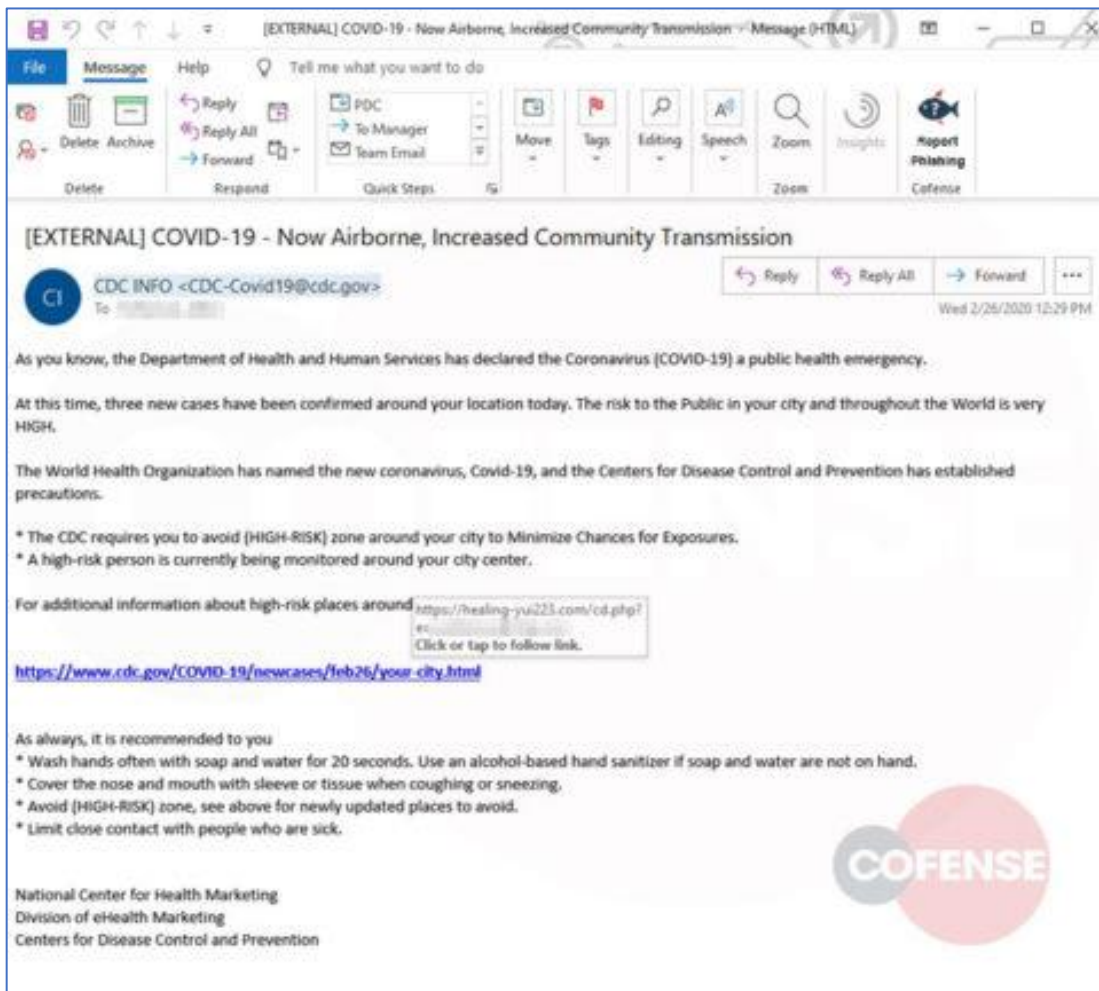 [EXTERNAL] COVID-19 - Now Airborne, Increased Community Transmission - Message (HTML)
File Message Help Tell me what you want to do
Delete Archive
Reply
Reply All
Forward
PDC
To Manager
Team Email
Move Tags Editing Speech Zoom Insights Report Phishing
Delete Respond Quick Steps Zoom Cofense
[EXTERNAL] COVID-19 - Now Airborne, Increased Community Transmission
CI
CDC INFO <CDC-Covid19@cdc.gov>
To
Reply Reply All Forward
Wed 2/26/2020 12:29 PM
As you know, the Department of Health and Human Services has declared the Coronavirus (COVID-19) a public health emergency.
At this time, three new cases have been confirmed around your location today. The risk to the Public in your city and throughout the World is very
HIGH.
The World Health Organization has named the new coronavirus, Covid-19, and the Centers for Disease Control and Prevention has established
precautions.
* The CDC requires you to avoid (HIGH-RISK) zone around your city to Minimize Chances for Exposures.
* A high-risk person is currently being monitored around your city center.
For additional information about high-risk places around
https://healing-yui223.com/cd.php?
Click or tap to follow link.
https://www.cdc.gov/COVID-19/newcases/feb26/your-city.html
As always, it is recommended to you
* Wash hands often with soap and water for 20 seconds. Use an alcohol-based hand sanitizer if soap and water are not on hand.
* Cover the nose and mouth with sleeve or tissue when coughing or sneezing.
* Avoid (HIGH-RISK) zone, see above for newly updated places to avoid.
* Limit close contact with people who are sick.
COFENSE
National Center for Health Marketing
Division of eHealth Marketing
Centers for Disease Control and Prevention